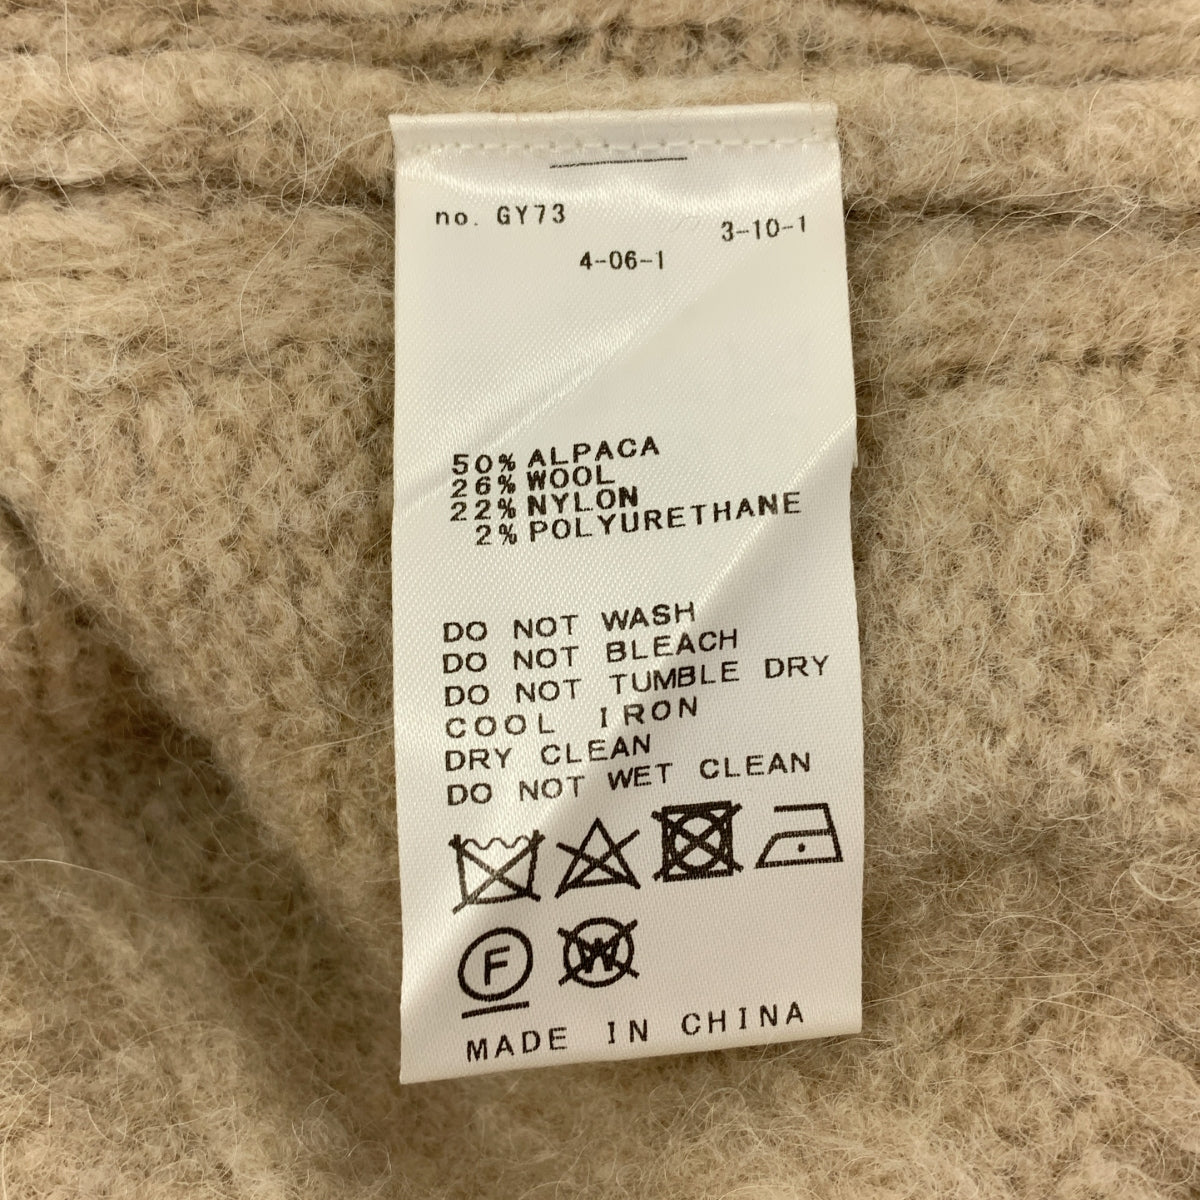 no. GY73
3-10-1
4-06-1
50% ALPACA
26% WOOL
22% NYLON
2% POLYURETHANE
DO NOT WASH
DO NOT BLEACH
DO NOT TUMBLE DRY
COOL IRON
DRY CLEAN
DO NOT WET CLEAN
F W
MADE IN CHINA